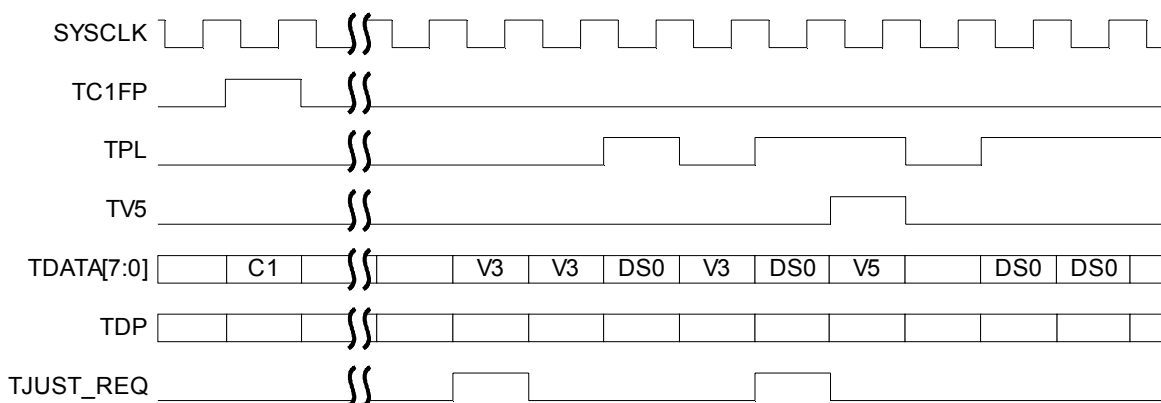 SYSCLK
TC1FP
TPL
TV5
TDATA[7:0] C1 V3 V3 DS0 V3 DS0 V5 DS0 DS0
TDP
TJUST_REQ